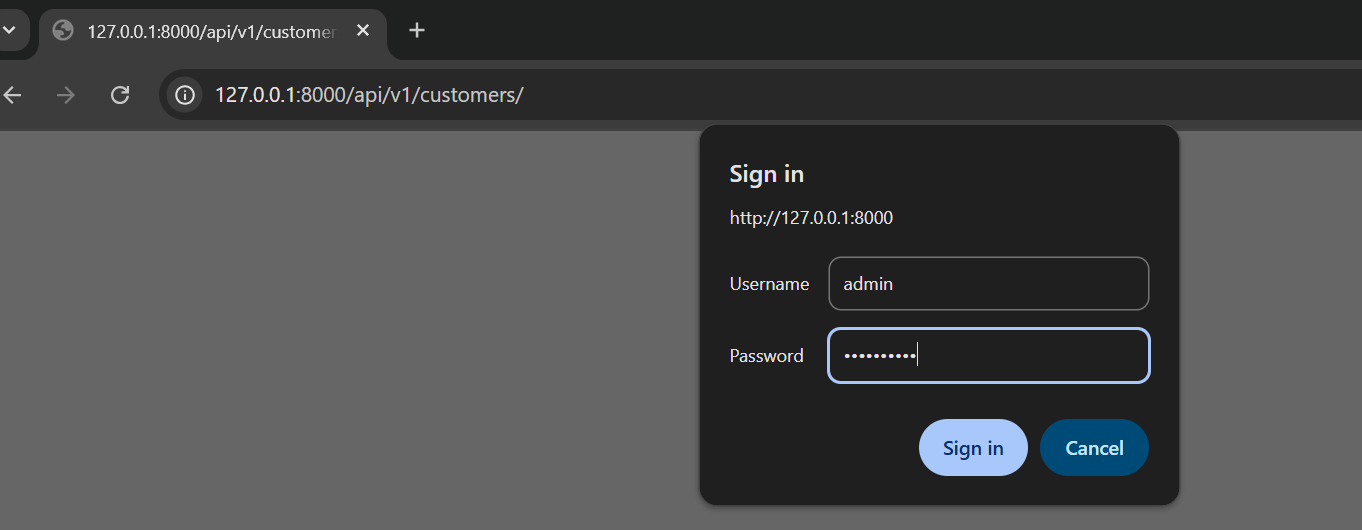 127.0.0.1:8000/api/v1/customer
127.0.0.1:8000/api/v1/customers/
Sign in
http://127.0.0.1:8000
Username admin
Password ••••••••••
Sign in Cancel